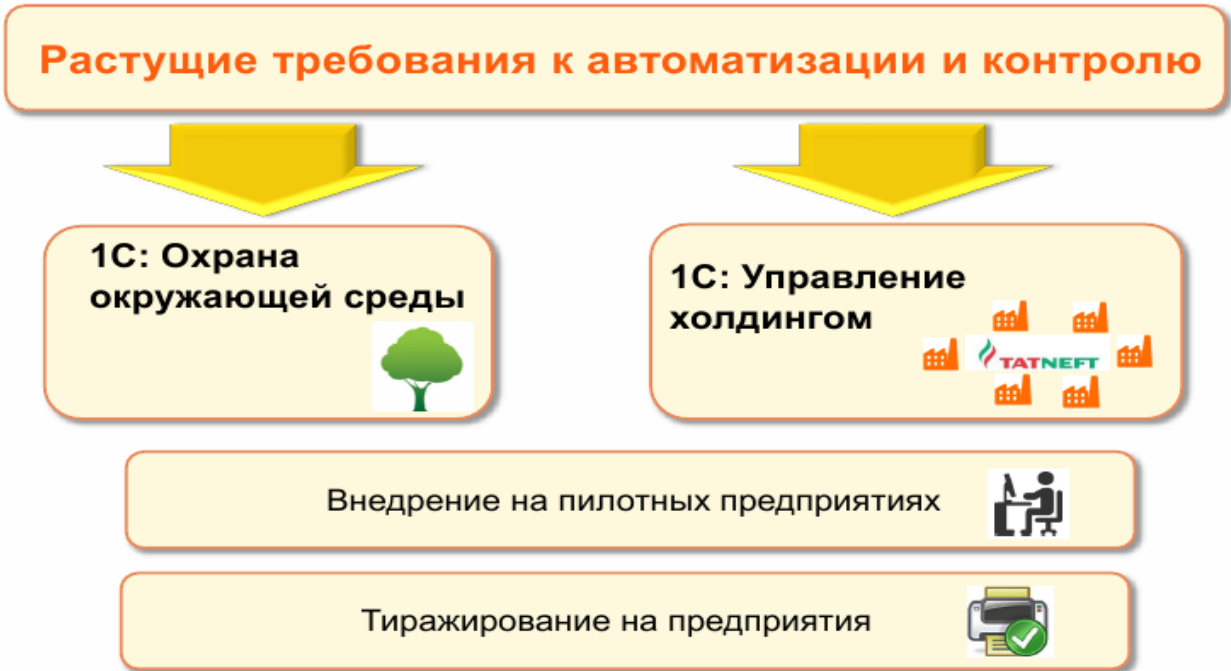 Растущие требования к автоматизации и контролю
1С: Охрана
окружающей среды
1С: Управление
холдингом
TATNEFT
Внедрение на пилотных предприятиях
Тиражирование на предприятия